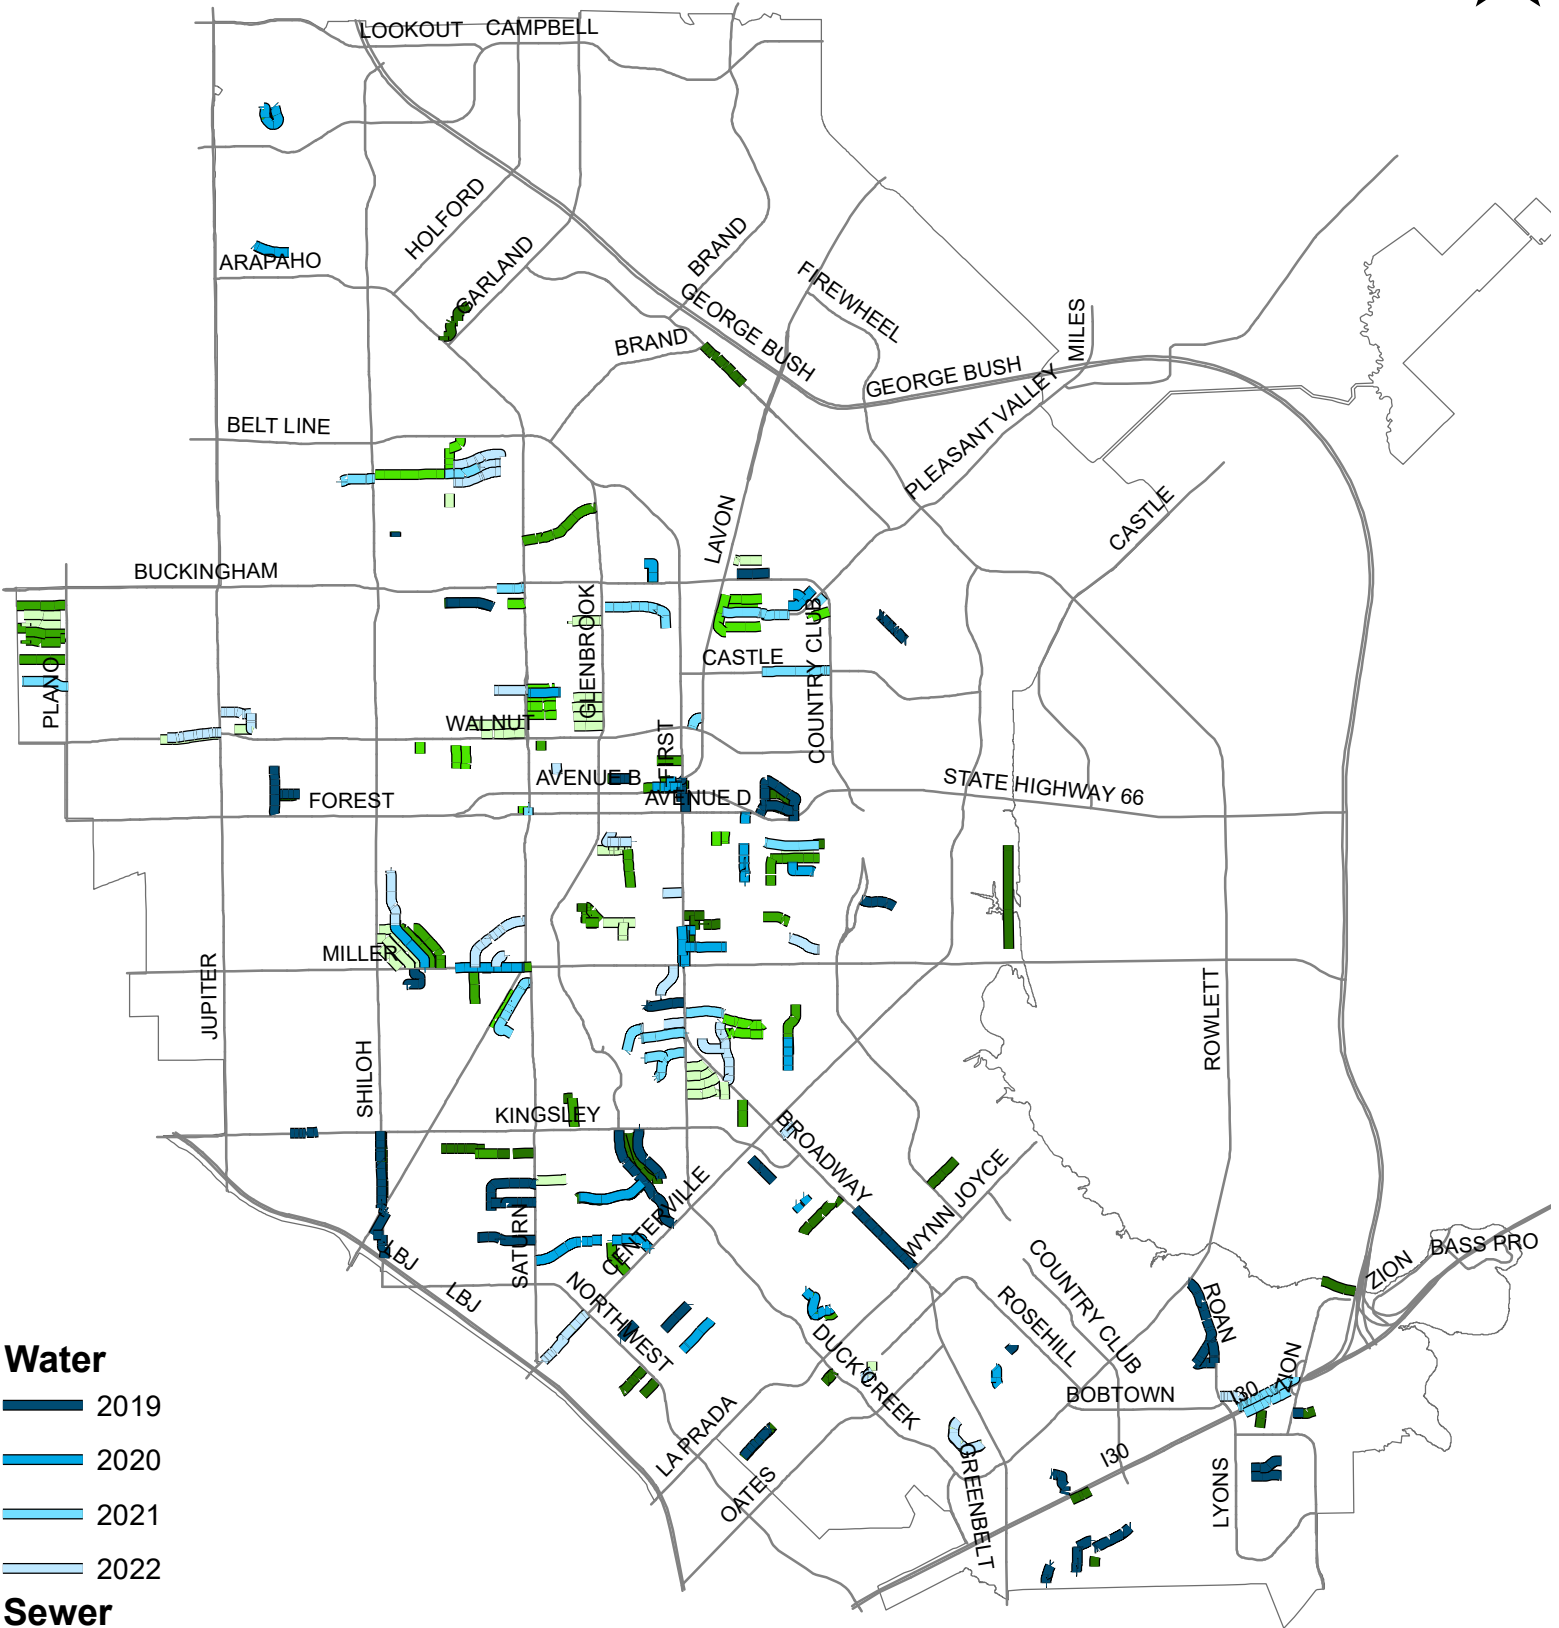 LOOKOUT
CAMPBELL
HOLFORD
ARAPAHO
GARLAND
BRAND
FIREWHEEL
GEORGE BUSH
BRAND
MILES
GEORGE BUSH
PLEASANT VALLEY
BELT LINE
LAVON
CASTLE
BUCKINGHAM
GLENBROOK
COUNTRY CLUB
CASTLE
PLANO
WALNUT
FIRST
AVENUE B
STATE HIGHWAY 66
FOREST
AVENUE D
MILLER
JUPITER
ROWLETT
SHILOH
KINGSLEY
BROADWAY
WYNN JOYCE
CENTERVILLE
SATURN
LBJ
LBJ
NORTHWEST
COUNTRY CLUB
ROSEHILL
ROAN
ZION
BASS PRO
DUCK CREEK
ZION
I30
BOBTOWN
LA PRADA
OATES
GREENBELT
I30
LYONS
Water
2019
2020
2021
2022
Sewer